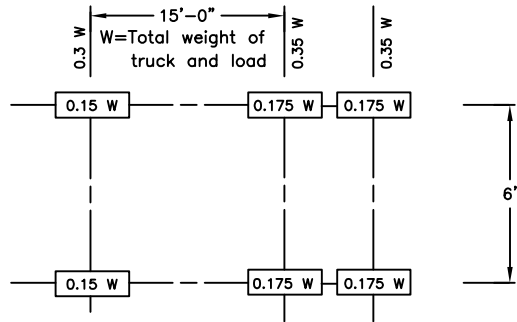 15'-0"
0.3 W
W=Total weight of
truck and load
0.35 W
0.35 W
0.15 W
0.175 W
0.175 W
6'
0.15 W
0.175 W
0.175 W